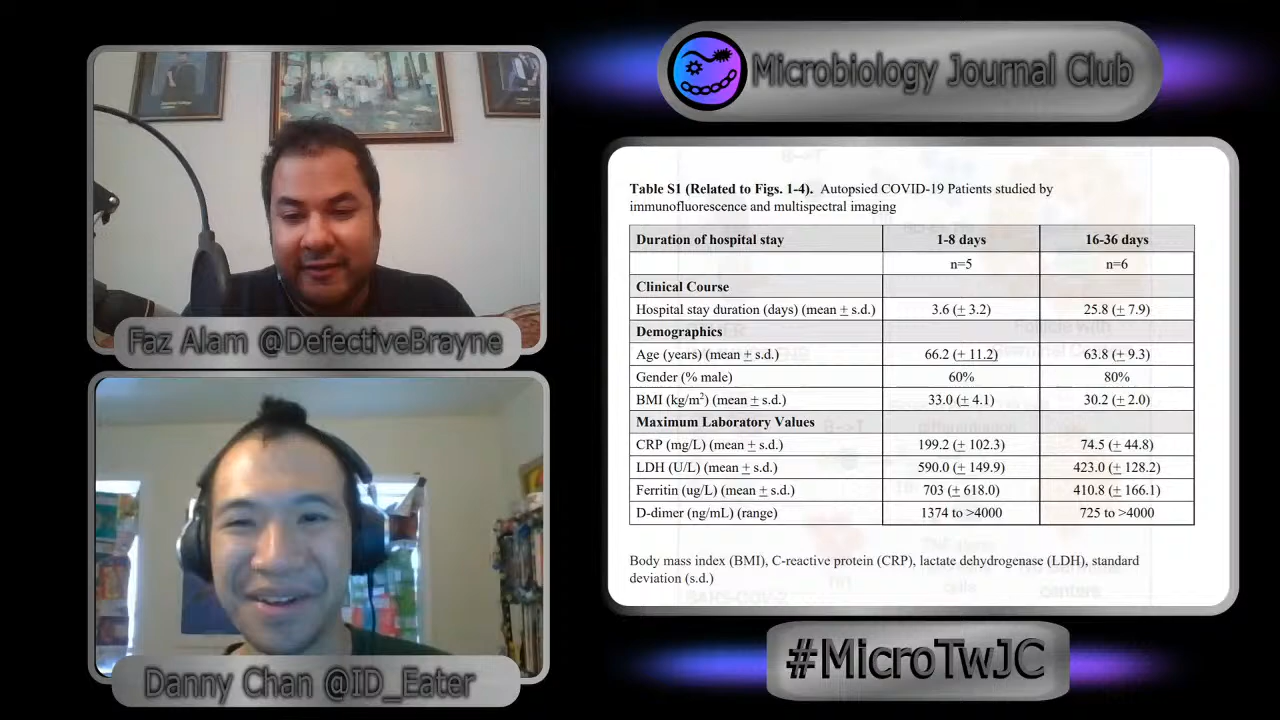 Microbiology Journal Club
Faz Alam @DefectiveBrayne
Danny Chan @ID_Eater
Table S1 (Related to Figs. 1-4). Autopsied COVID-19 Patients studied by
immunofluorescence and multispectral imaging
Duration of hospital stay 1-8 days 16-36 days
n=5 n=6
Clinical Course
Hospital stay duration (days) (mean ± s.d.) 3.6 (± 3.2) 25.8 (± 7.9)
Demographics
Age (years) (mean ± s.d.) 66.2 (± 11.2) 63.8 (± 9.3)
Gender (% male) 60% 80%
BMI (kg/m²) (mean ± s.d.) 33.0 (± 4.1) 30.2 (± 2.0)
Maximum Laboratory Values
CRP (mg/L) (mean ± s.d.) 199.2 (± 102.3) 74.5 (± 44.8)
LDH (U/L) (mean ± s.d.) 590.0 (± 149.9) 423.0 (± 128.2)
Ferritin (ug/L) (mean ± s.d.) 703 (± 618.0) 410.8 (± 166.1)
D-dimer (ng/mL) (range) 1374 to >4000 725 to >4000
Body mass index (BMI), C-reactive protein (CRP), lactate dehydrogenase (LDH), standard
deviation (s.d.)
#MicroTwJC